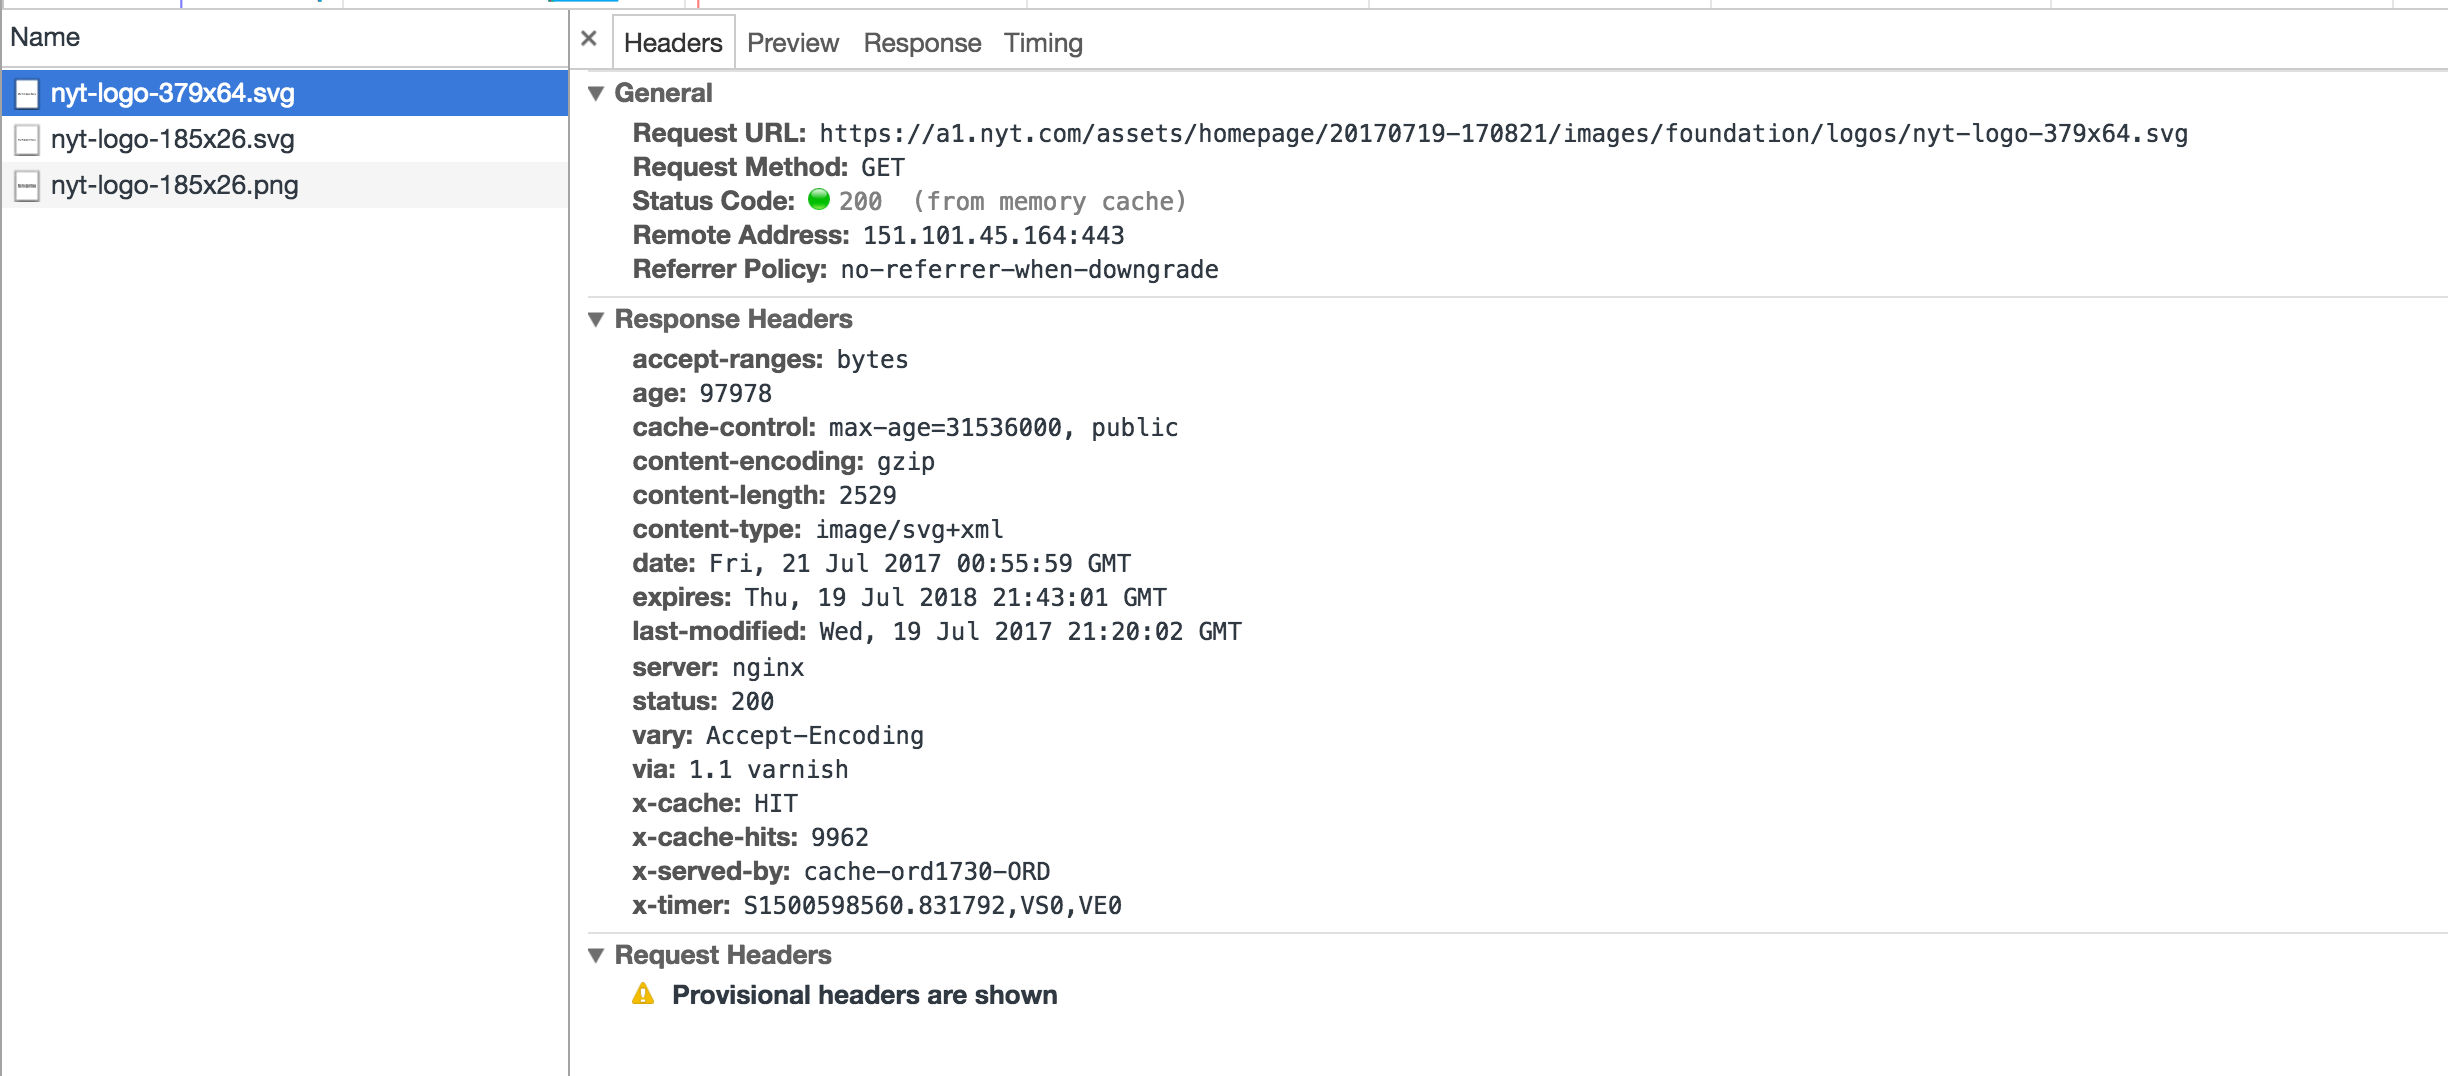 Name
nyt-logo-379x64.svg
nyt-logo-185x26.svg
nyt-logo-185x26.png
× Headers Preview Response Timing
▼ General
Request URL: https://a1.nyt.com/assets/homepage/20170719-170821/images/foundation/logos/nyt-logo-379x64.svg
Request Method: GET
Status Code: 200 (from memory cache)
Remote Address: 151.101.45.164:443
Referrer Policy: no-referrer-when-downgrade
▼ Response Headers
accept-ranges: bytes
age: 97978
cache-control: max-age=31536000, public
content-encoding: gzip
content-length: 2529
content-type: image/svg+xml
date: Fri, 21 Jul 2017 00:55:59 GMT
expires: Thu, 19 Jul 2018 21:43:01 GMT
last-modified: Wed, 19 Jul 2017 21:20:02 GMT
server: nginx
status: 200
vary: Accept-Encoding
via: 1.1 varnish
x-cache: HIT
x-cache-hits: 9962
x-served-by: cache-ord1730-ORD
x-timer: S1500598560.831792,VS0,VE0
▼ Request Headers
Provisional headers are shown